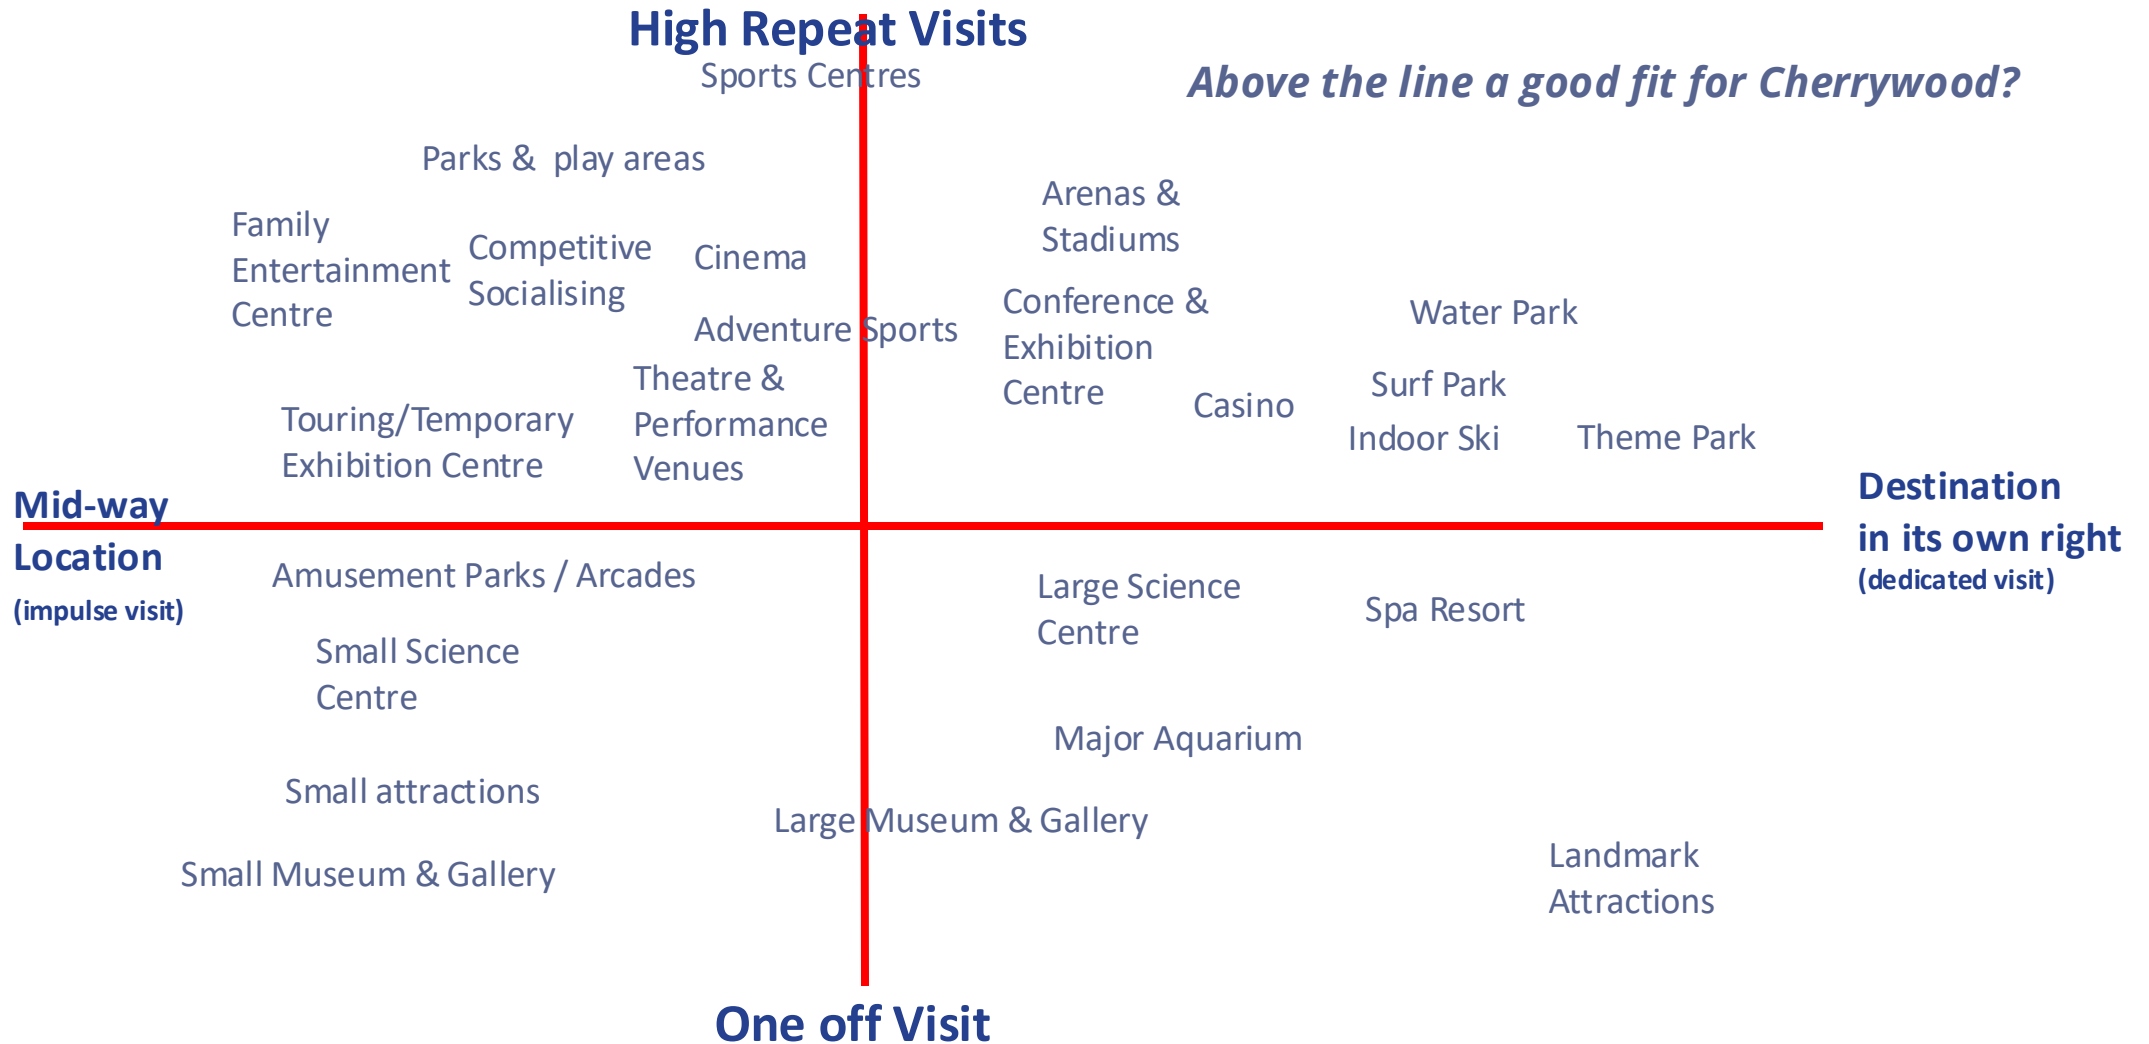 High Repeat Visits
Sports Centres
Above the line a good fit for Cherrywood?
Parks & play areas
Arenas &
Stadiums
Family
Entertainment
Centre
Competitive
Socialising
Cinema
Adventure Sports
Conference &
Exhibition
Centre
Water Park
Theatre &
Performance
Venues
Touring/Temporary
Exhibition Centre
Casino
Surf Park
Indoor Ski
Theme Park
Mid-way
Location
(impulse visit)
Destination
in its own right
(dedicated visit)
Amusement Parks / Arcades
Large Science
Centre
Spa Resort
Small Science
Centre
Major Aquarium
Small attractions
Large Museum & Gallery
Small Museum & Gallery
Landmark
Attractions
One off Visit